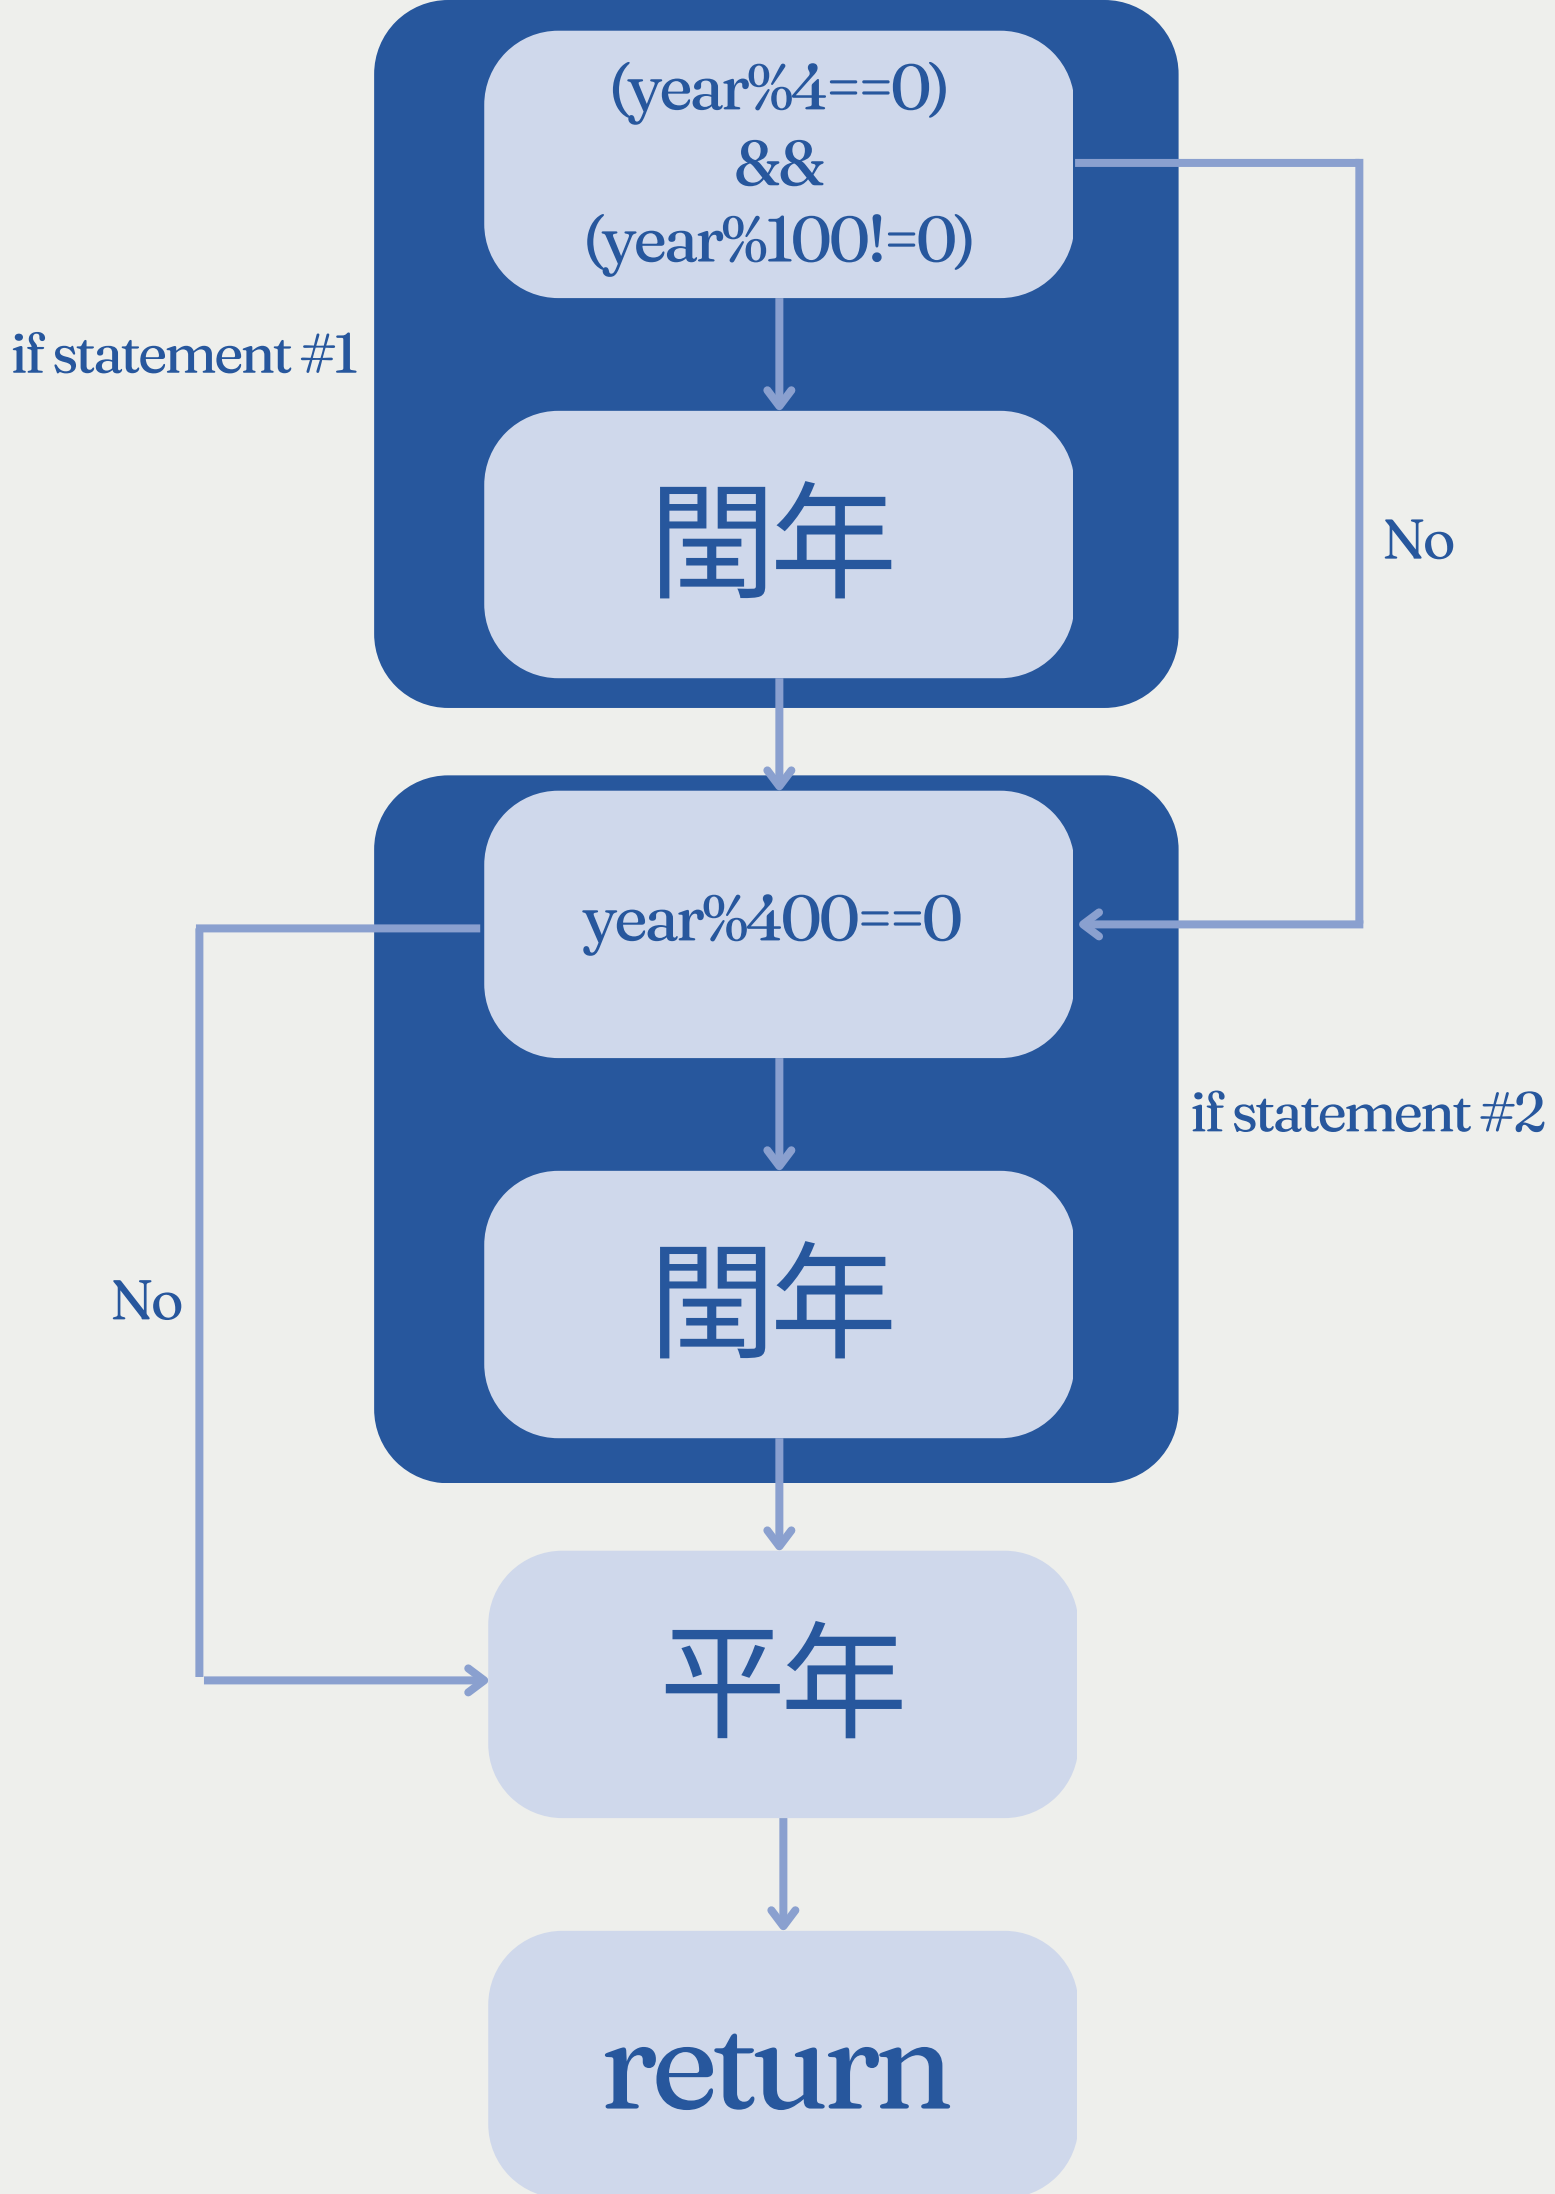 (year%4==0)
&&
(year%100!=0)
if statement #1
閏年
No
year%400==0
if statement #2
閏年
No
平年
return